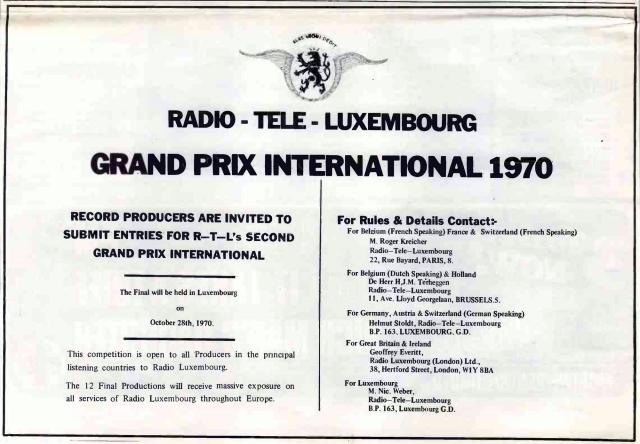 RADIO - TELE - LUXEMBOURG
GRAND PRIX INTERNATIONAL 1970
RECORD PRODUCERS ARE INVITED TO
SUBMIT ENTRIES FOR R—T—L's SECOND
GRAND PRIX INTERNATIONAL
The Final will be held in Luxembourg
on
October 28th, 1970.
This competition is open to all Producers in the principal
listening countries to Radio Luxembourg.
The 12 Final Productions will receive massive exposure on
all services of Radio Luxembourg throughout Europe.
For Rules & Details Contact:-
For Belgium (French Speaking) France & Switzerland (French Speaking)
M. Roger Kreicher
Radio—Tele—Luxembourg
22, Rue Bayard, PARIS, 8.
For Belgium (Dutch Speaking) & Holland
De Herr H.J.M. Terheggen
Radio—Tele—Luxembourg
11, Ave. Lloyd Georgelaan, BRUSSELS.5.
For Germany, Austria & Switzerland (German Speaking)
Helmut Stoldt, Radio—Tele—Luxembourg
B.P. 163, LUXEMBOURG, G.D.
For Great Britain & Ireland
Geoffrey Everitt,
Radio Luxembourg (London) Ltd.,
38, Hertford Street, London, W1Y 8BA
For Luxembourg
M. Nic. Weber,
Radio—Tele—Luxembourg
B.P. 163, Luxembourg G.D.